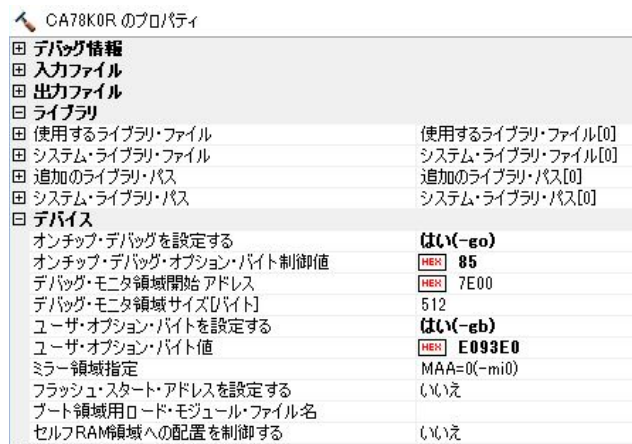 CA78K0R のプロパティ
デバッグ情報
入力ファイル
出力ファイル
ライブラリ
使用するライブラリ・ファイル 使用するライブラリ・ファイル[0]
システム・ライブラリ・ファイル システム・ライブラリ・ファイル[0]
追加のライブラリ・パス 追加のライブラリ・パス[0]
システム・ライブラリ・パス システム・ライブラリ・パス[0]
デバイス
オンチップ・デバッグを設定する はい(-go)
オンチップ・デバッグ・オプション・バイト制御値 HEX 85
デバッグ・モニタ領域開始アドレス HEX 7E00
デバッグ・モニタ領域サイズ[バイト] 512
ユーザ・オプション・バイトを設定する はい(-gb)
ユーザ・オプション・バイト値 HEX E093E0
ミラー領域指定 MAA=0(-mi0)
フラッシュ・スタート・アドレスを設定する いいえ
ブート領域用ロード・モジュール・ファイル名
セルフRAM領域への配置を制御する いいえ